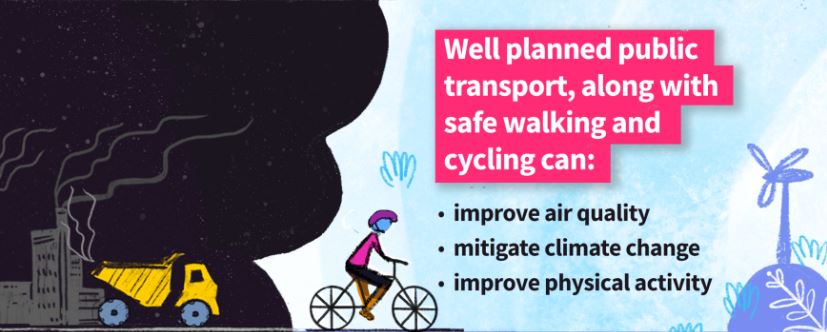 Well planned public
transport, along with
safe walking and
cycling can:
• improve air quality
• mitigate climate change
• improve physical activity